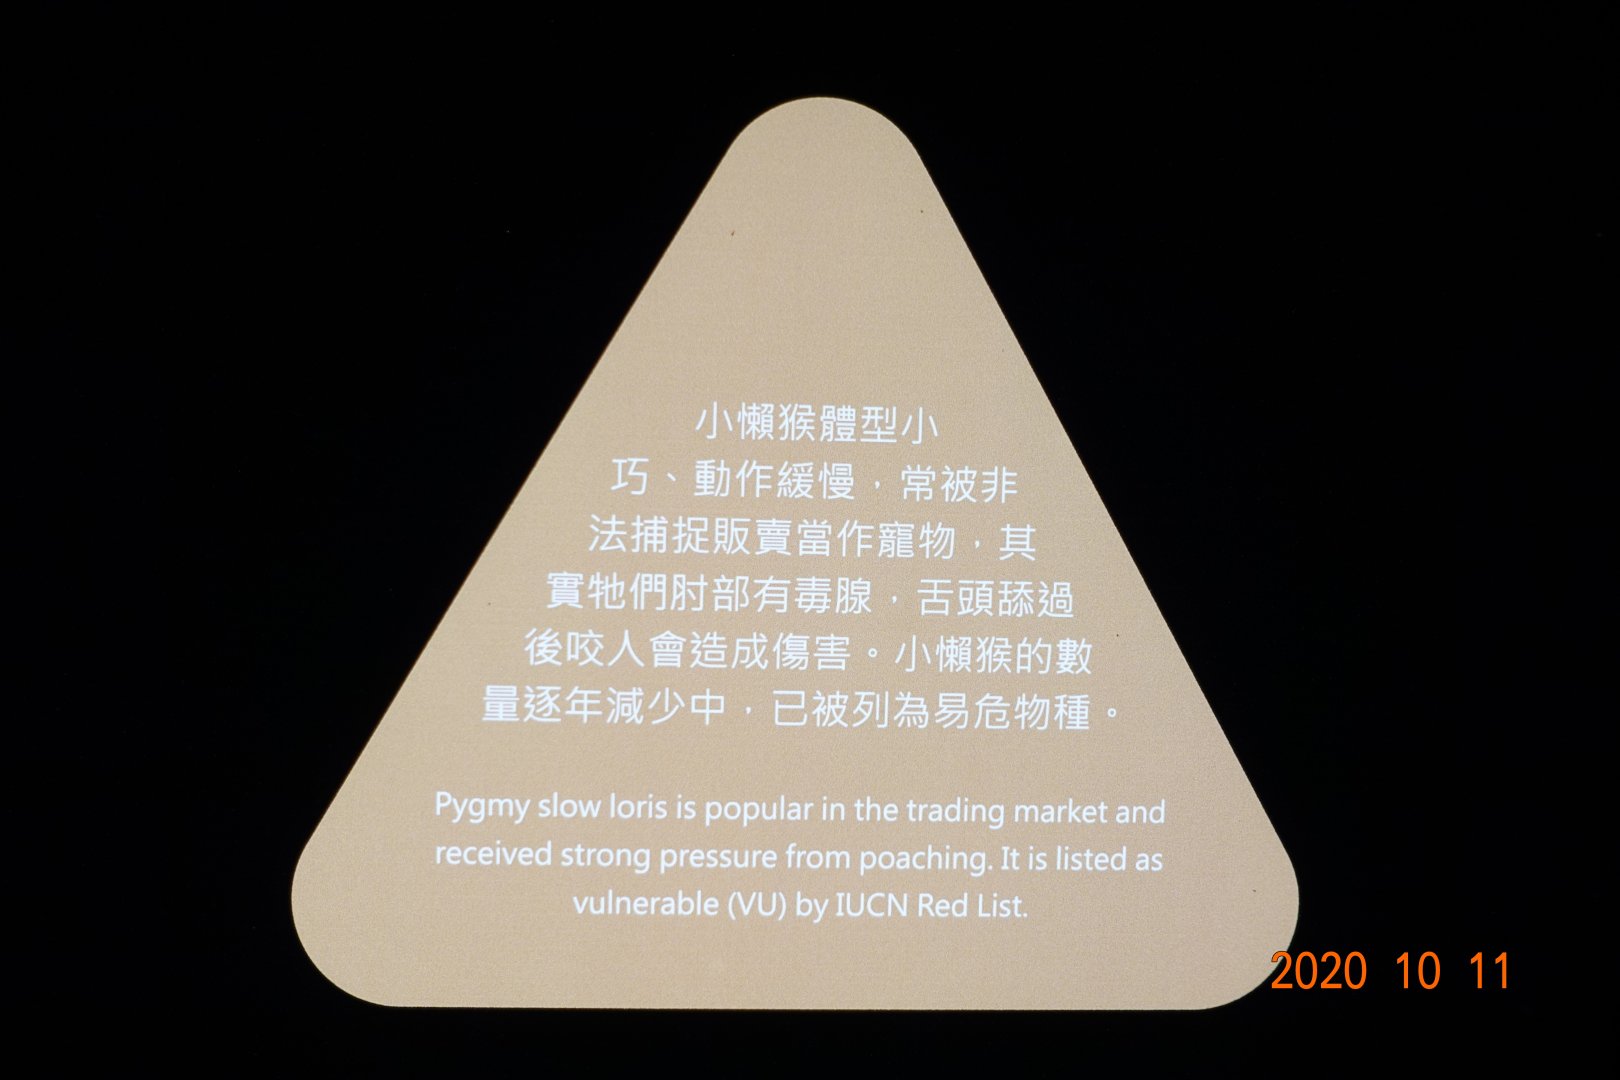 小懶猴體型小
巧、動作緩慢，常被非
法捕捉販賣當作寵物，其
實牠們肘部有毒腺，舌頭舔過
後咬人會造成傷害。小懶猴的數
量逐年減少中，已被列為易危物種。
Pygmy slow loris is popular in the trading market and
received strong pressure from poaching. It is listed as
vulnerable (VU) by IUCN Red List.
2020 10 11